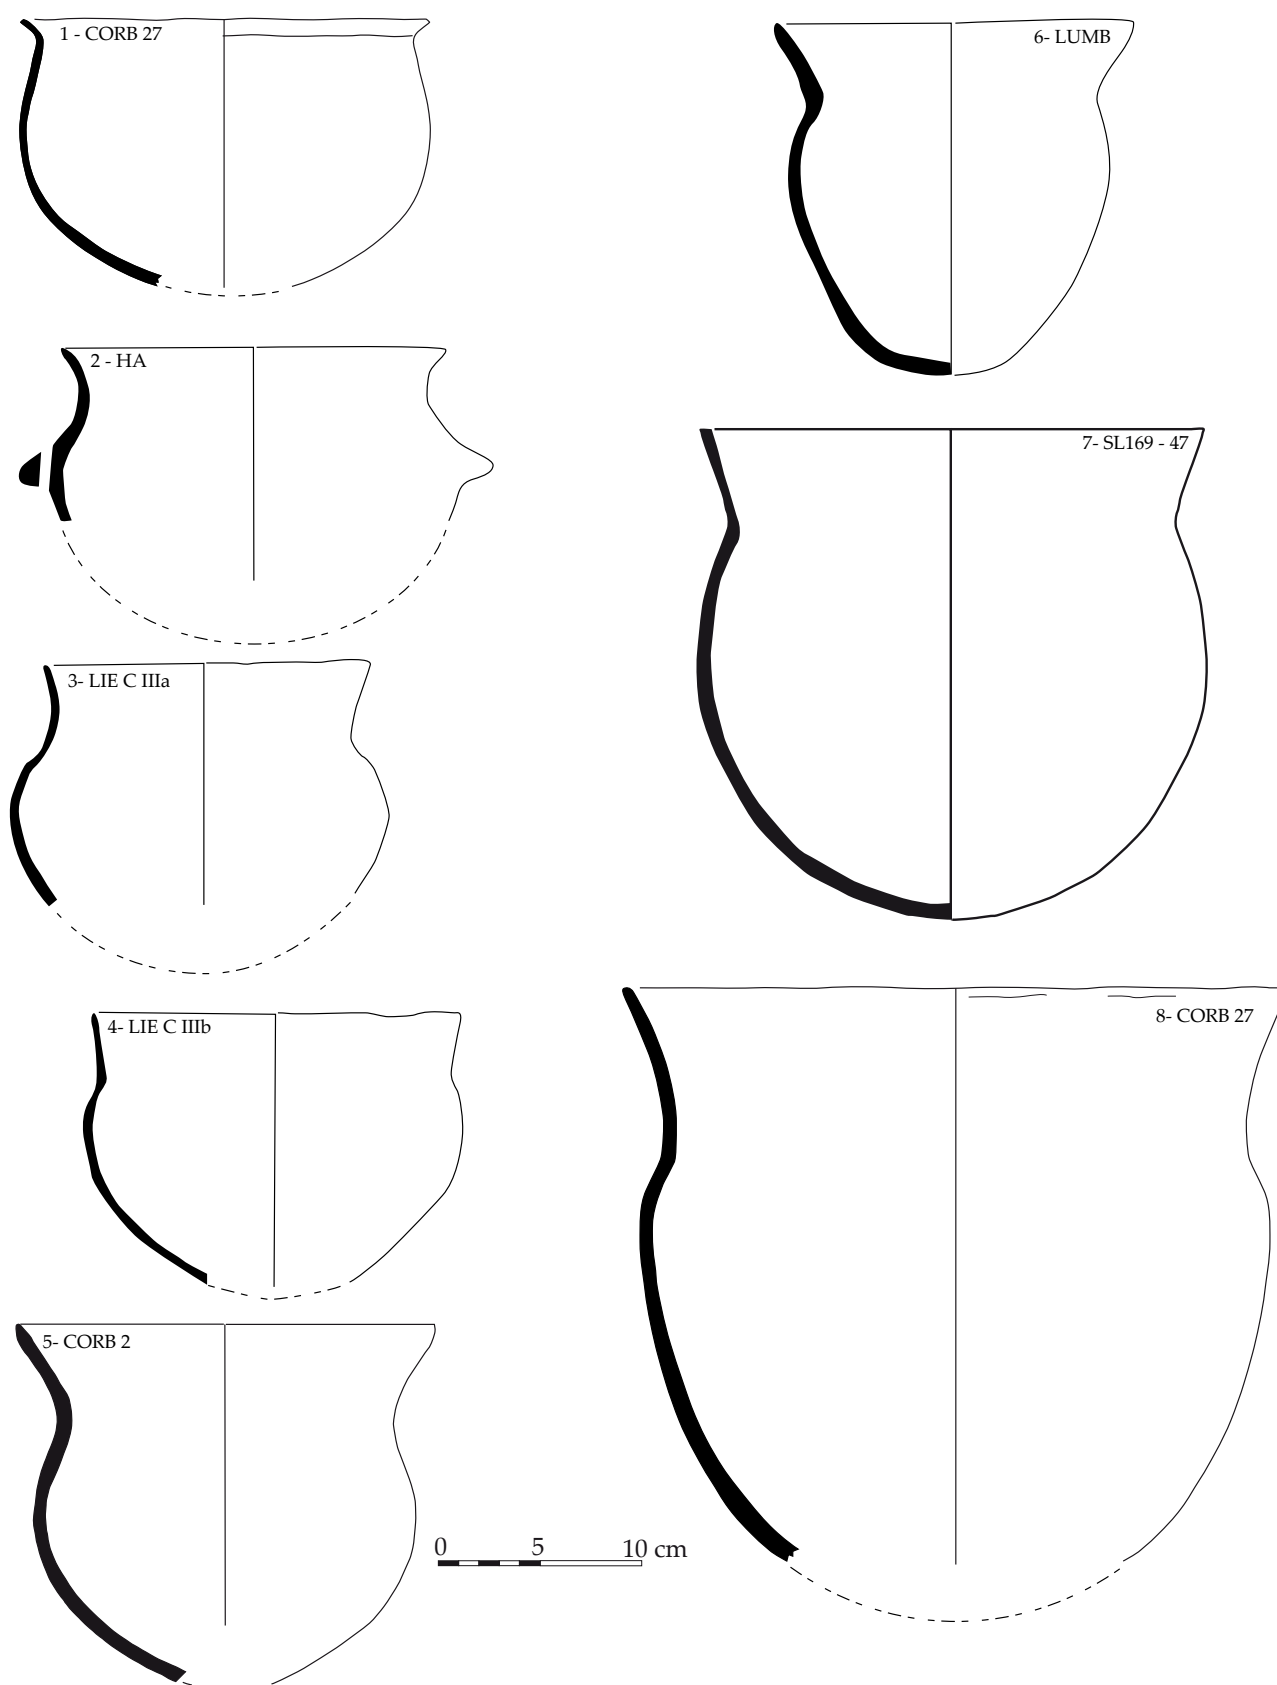 1 - CORB 27
2 - HA
3- LIE C IIIa
4- LIE C IIIb
5- CORB 2
6- LUMB
7- SL169 - 47
8- CORB 27
0 5 10 cm